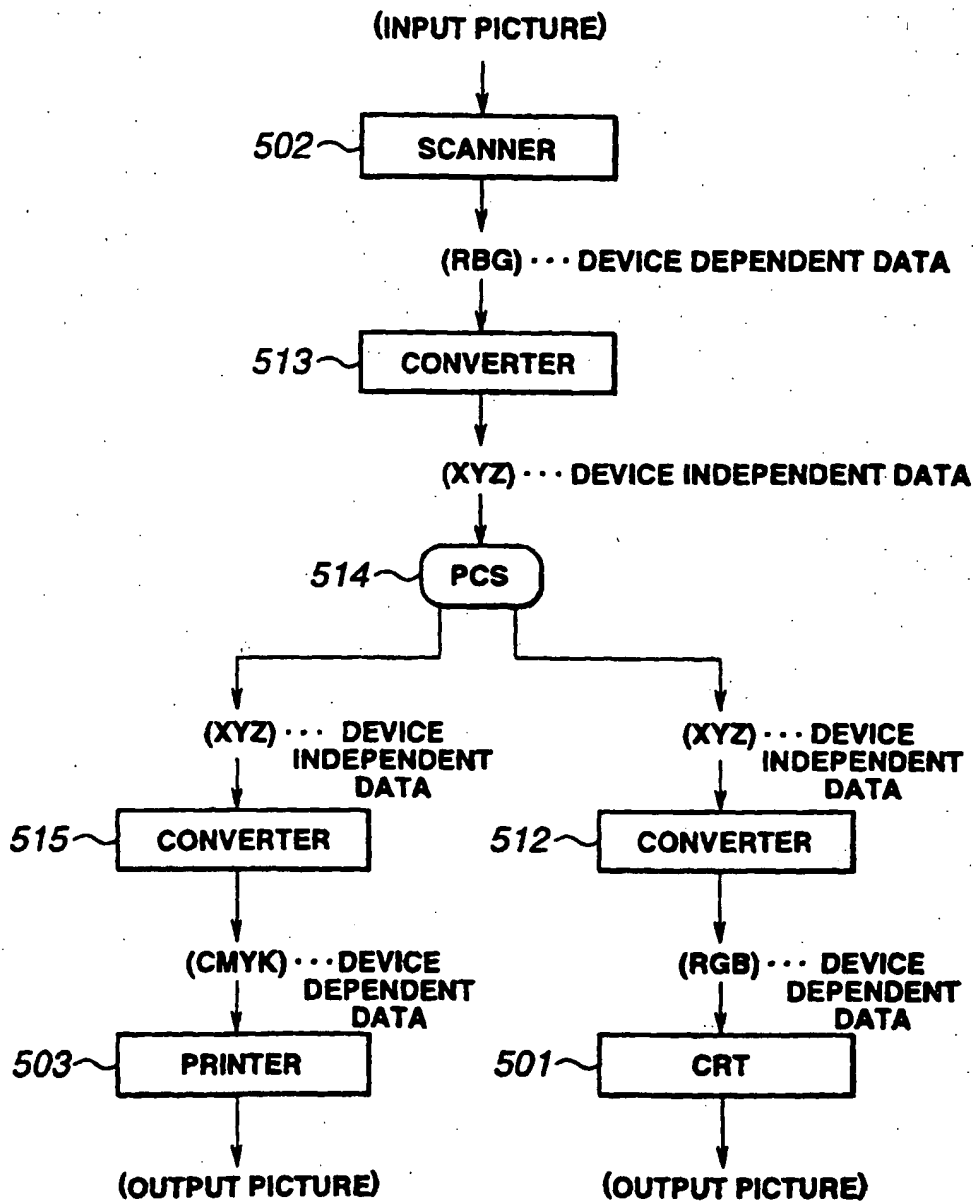 (INPUT PICTURE)
502 SCANNER
(RBG) ··· DEVICE DEPENDENT DATA
513 CONVERTER
(XYZ) ··· DEVICE INDEPENDENT DATA
514 PCS
(XYZ) ··· DEVICE
INDEPENDENT
DATA
515 CONVERTER
(CMYK) ··· DEVICE
DEPENDENT
DATA
503 PRINTER
(OUTPUT PICTURE)
(XYZ) ··· DEVICE
INDEPENDENT
DATA
512 CONVERTER
(RGB) ··· DEVICE
DEPENDENT
DATA
501 CRT
(OUTPUT PICTURE)